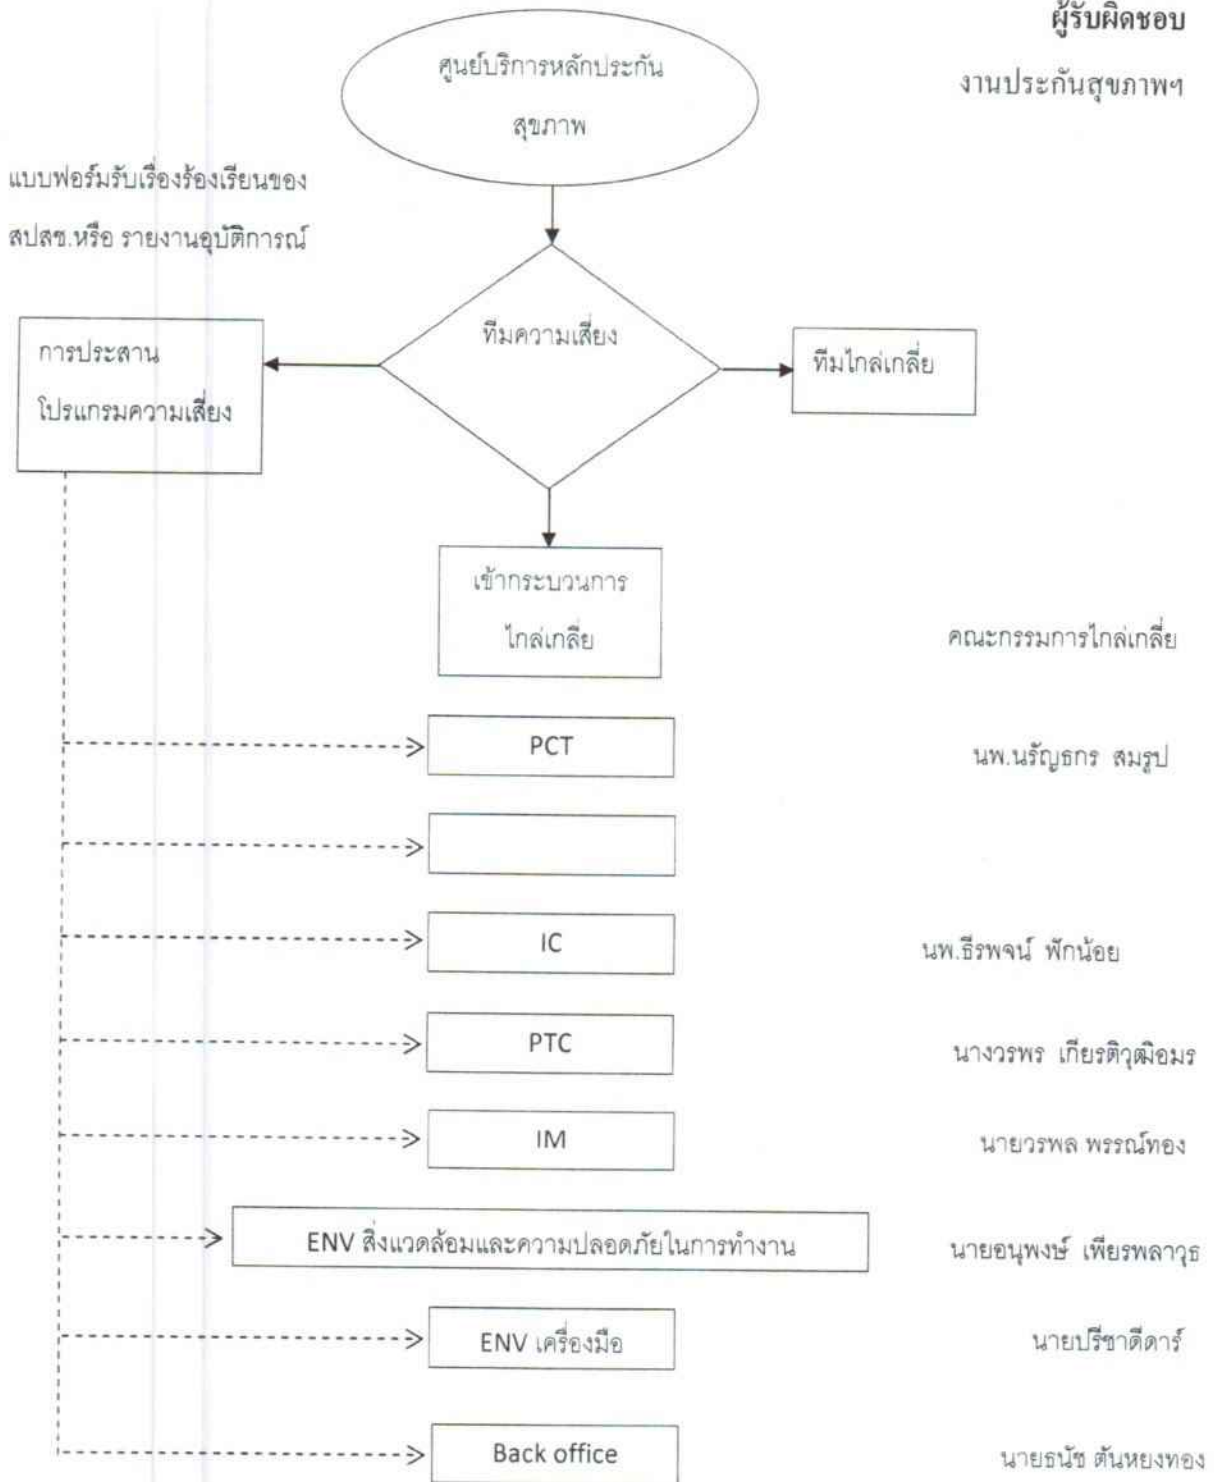 ผู้รับผิดชอบ
ศูนย์บริการหลักประกัน
สุขภาพ
งานประกันสุขภาพฯ
แบบฟอร์มรับเรื่องร้องเรียนของ
สปสช.หรือ รายงานอุบัติการณ์
ทีมความเสี่ยง
การประสาน
โปรแกรมความเสี่ยง
ทีมไกล่เกลี่ย
เข้ากระบวนการ
ไกล่เกลี่ย
คณะกรรมการไกล่เกลี่ย
PCT
นพ.นรัญธกร สมรูป
IC
นพ.ธีรพจน์ ฟักน้อย
PTC
นางวรพร เกียรติวุฒิอมร
IM
นายวรพล พรรณ์ทอง
ENV สิ่งแวดล้อมและความปลอดภัยในการทำงาน
นายอนุพงษ์ เพียรพลาวุธ
ENV เครื่องมือ
นายปรีชาดีดาร์
Back office
นายธนัช ตันหยงทอง